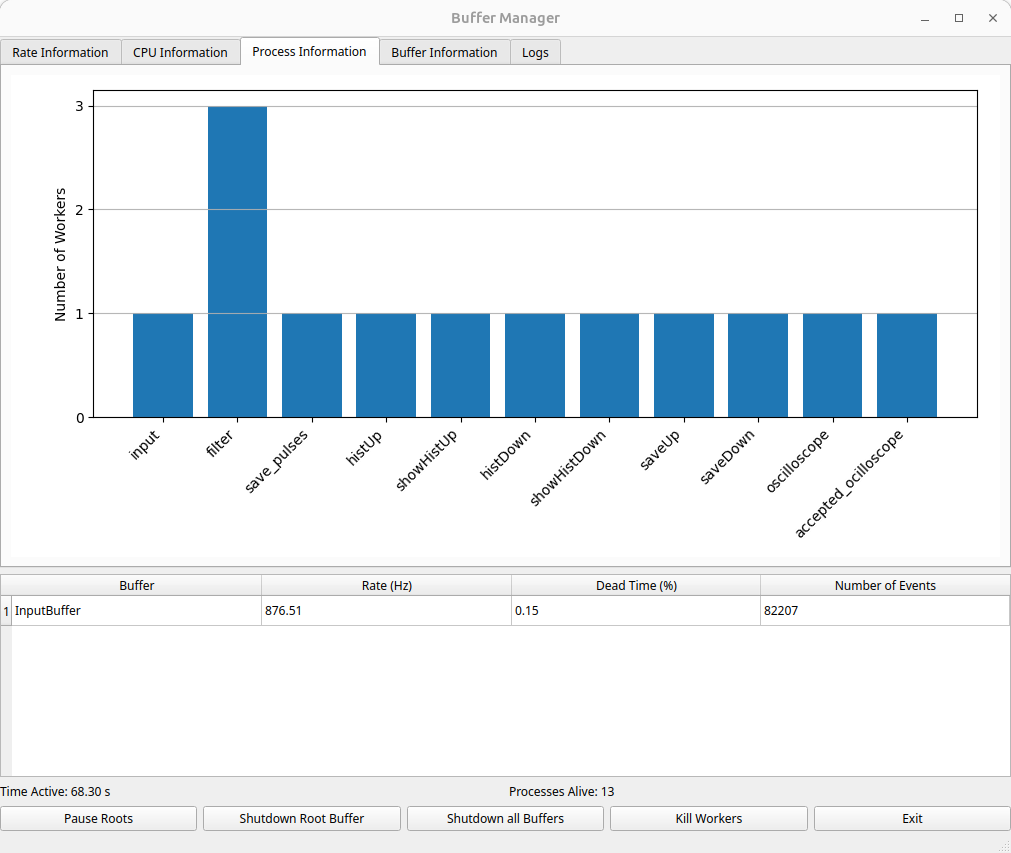 Buffer Manager
Rate Information CPU Information Process Information Buffer Information Logs
3
2
1
0
Number of Workers
input filter save_pulses histUp showHistUp histDown showHistDown saveUp saveDown oscilloscope accepted_ocilloscope
Buffer Rate (Hz) Dead Time (%) Number of Events
1 InputBuffer 876.51 0.15 82207
Time Active: 68.30 s Processes Alive: 13
Pause Roots Shutdown Root Buffer Shutdown all Buffers Kill Workers Exit